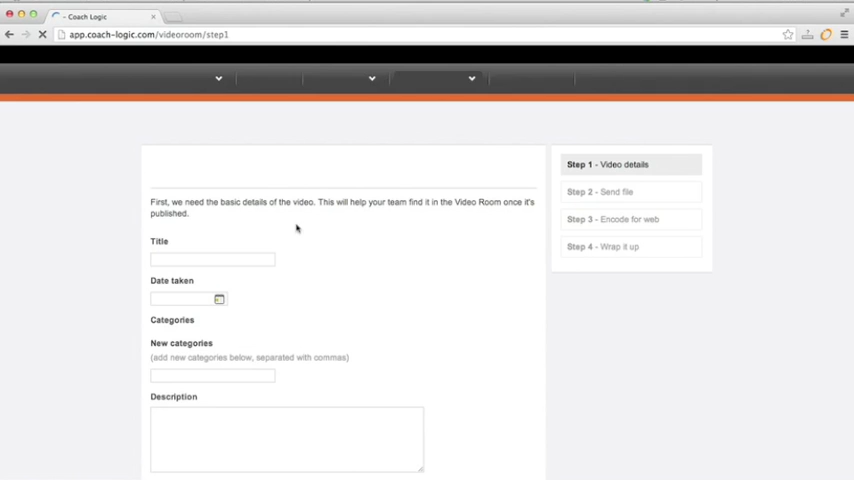 - Coach Logic
app.coach-logic.com/videoroom/step1
Step 1 - Video details
Step 2 - Send file
Step 3 - Encode for web
Step 4 - Wrap it up
First, we need the basic details of the video. This will help your team find it in the Video Room once it's
published.
Title
Date taken
Categories
New categories
(add new categories below, separated with commas)
Description